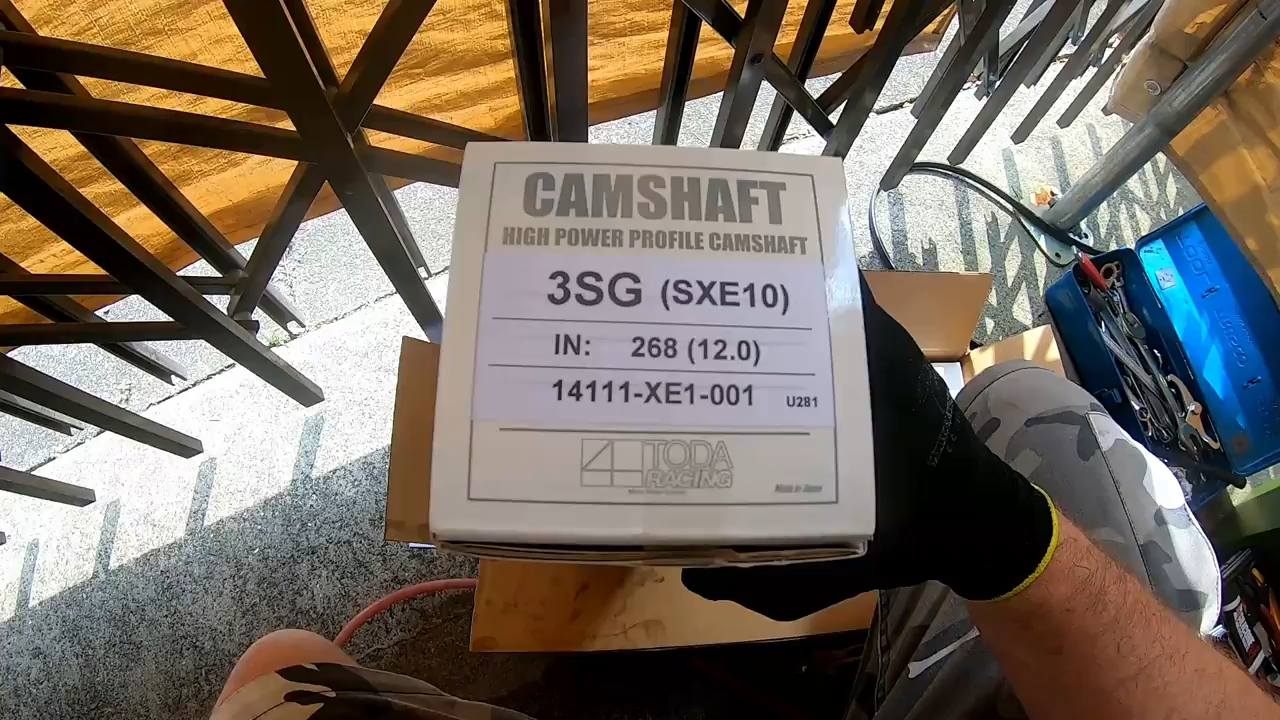 CAMSHAFT
HIGH POWER PROFILE CAMSHAFT
3SG (SXE10)
IN: 268 (12.0)
14111-XE1-001 U281
TODA
RACING
Made in Japan